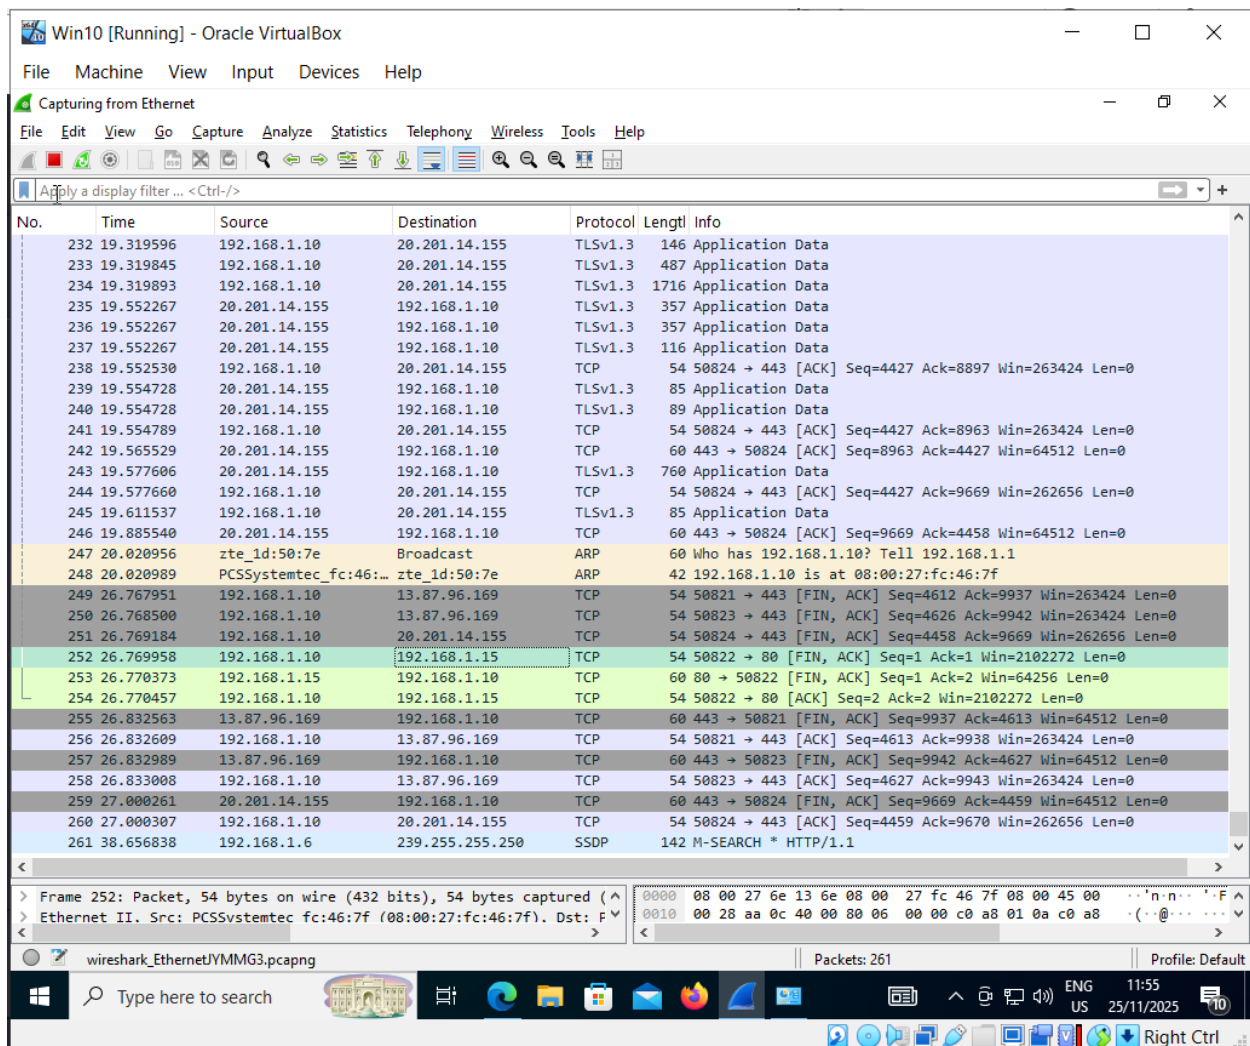 Win10 [Running] - Oracle VirtualBox
File Machine View Input Devices Help
Capturing from Ethernet
File Edit View Go Capture Analyze Statistics Telephony Wireless Tools Help
Apply a display filter ... <Ctrl-/>
No. Time Source Destination Protocol Lengtl Info
232 19.319596 192.168.1.10 20.201.14.155 TLSv1.3 146 Application Data
233 19.319845 192.168.1.10 20.201.14.155 TLSv1.3 487 Application Data
234 19.319893 192.168.1.10 20.201.14.155 TLSv1.3 1716 Application Data
235 19.552267 20.201.14.155 192.168.1.10 TLSv1.3 357 Application Data
236 19.552267 20.201.14.155 192.168.1.10 TLSv1.3 357 Application Data
237 19.552267 20.201.14.155 192.168.1.10 TLSv1.3 116 Application Data
238 19.552530 192.168.1.10 20.201.14.155 TCP 54 50824 → 443 [ACK] Seq=4427 Ack=8897 Win=263424 Len=0
239 19.554728 20.201.14.155 192.168.1.10 TLSv1.3 85 Application Data
240 19.554728 20.201.14.155 192.168.1.10 TLSv1.3 89 Application Data
241 19.554789 192.168.1.10 20.201.14.155 TCP 54 50824 → 443 [ACK] Seq=4427 Ack=8963 Win=263424 Len=0
242 19.565529 20.201.14.155 192.168.1.10 TCP 60 443 → 50824 [ACK] Seq=8963 Ack=4427 Win=64512 Len=0
243 19.577606 20.201.14.155 192.168.1.10 TLSv1.3 760 Application Data
244 19.577660 192.168.1.10 20.201.14.155 TCP 54 50824 → 443 [ACK] Seq=4427 Ack=9669 Win=262656 Len=0
245 19.611537 192.168.1.10 20.201.14.155 TLSv1.3 85 Application Data
246 19.885540 20.201.14.155 192.168.1.10 TCP 60 443 → 50824 [ACK] Seq=9669 Ack=4458 Win=64512 Len=0
247 20.020956 zte_1d:50:7e Broadcast ARP 60 Who has 192.168.1.10? Tell 192.168.1.1
248 20.020989 PCSSystemtec_fc:46:… zte_1d:50:7e ARP 42 192.168.1.10 is at 08:00:27:fc:46:7f
249 26.767951 192.168.1.10 13.87.96.169 TCP 54 50821 → 443 [FIN, ACK] Seq=4612 Ack=9937 Win=263424 Len=0
250 26.768500 192.168.1.10 13.87.96.169 TCP 54 50823 → 443 [FIN, ACK] Seq=4626 Ack=9942 Win=263424 Len=0
251 26.769184 192.168.1.10 20.201.14.155 TCP 54 50824 → 443 [FIN, ACK] Seq=4458 Ack=9669 Win=262656 Len=0
252 26.769958 192.168.1.10 192.168.1.15 TCP 54 50822 → 80 [FIN, ACK] Seq=1 Ack=1 Win=2102272 Len=0
253 26.770373 192.168.1.15 192.168.1.10 TCP 60 80 → 50822 [FIN, ACK] Seq=1 Ack=2 Win=64256 Len=0
254 26.770457 192.168.1.10 192.168.1.15 TCP 54 50822 → 80 [ACK] Seq=2 Ack=2 Win=2102272 Len=0
255 26.832563 13.87.96.169 192.168.1.10 TCP 60 443 → 50821 [FIN, ACK] Seq=9937 Ack=4613 Win=64512 Len=0
256 26.832609 192.168.1.10 13.87.96.169 TCP 54 50821 → 443 [ACK] Seq=4613 Ack=9938 Win=263424 Len=0
257 26.832989 13.87.96.169 192.168.1.10 TCP 60 443 → 50823 [FIN, ACK] Seq=9942 Ack=4627 Win=64512 Len=0
258 26.833008 192.168.1.10 13.87.96.169 TCP 54 50823 → 443 [ACK] Seq=4627 Ack=9943 Win=263424 Len=0
259 27.000261 20.201.14.155 192.168.1.10 TCP 60 443 → 50824 [FIN, ACK] Seq=9669 Ack=4459 Win=64512 Len=0
260 27.000307 192.168.1.10 20.201.14.155 TCP 54 50824 → 443 [ACK] Seq=4459 Ack=9670 Win=262656 Len=0
261 38.656838 192.168.1.6 239.255.255.250 SSDP 142 M-SEARCH * HTTP/1.1
Frame 252: Packet, 54 bytes on wire (432 bits), 54 bytes captured (
Ethernet II, Src: PCSSystemtec_fc:46:7f (08:00:27:fc:46:7f), Dst: P
0000 08 00 27 6e 13 6e 08 00 27 fc 46 7f 08 00 45 00 ··'n·n·· '·F
0010 00 28 aa 0c 40 00 80 06 00 00 c0 a8 01 0a c0 a8 ·(··@··· ····
wireshark_EthernetJYMMG3.pcapng Packets: 261 Profile: Default
Type here to search
ENG
US
11:55
25/11/2025
10
Right Ctrl